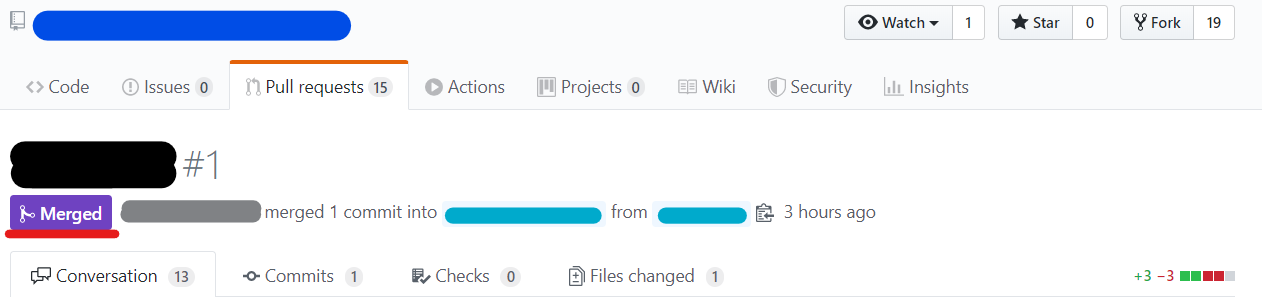 Watch 1 Star 0 Fork 19
Code Issues 0 Pull requests 15 Actions Projects 0 Wiki Security Insights
#1
Merged merged 1 commit into from 3 hours ago
Conversation 13 Commits 1 Checks 0 Files changed 1 +3 −3